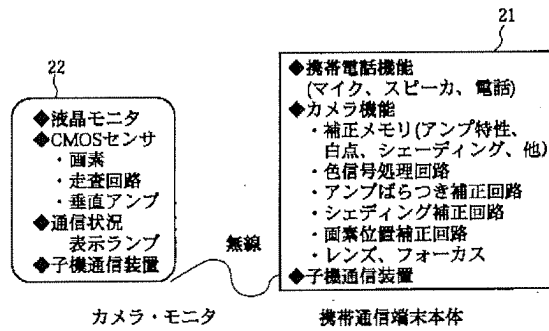 22
◆液晶モニタ
◆CMOSセンサ
・画素
・走査回路
・垂直アンプ
◆通信状況
表示ランプ
◆子機通信装置
カメラ・モニタ
無線
21
◆携帯電話機能
(マイク、スピーカ、電話)
◆カメラ機能
・補正メモリ(アンプ特性、
白点、シェーディング、他)
・色信号処理回路
・アンプばらつき補正回路
・シェディング補正回路
・画素位置補正回路
・レンズ、フォーカス
◆子機通信装置
携帯通信端末本体